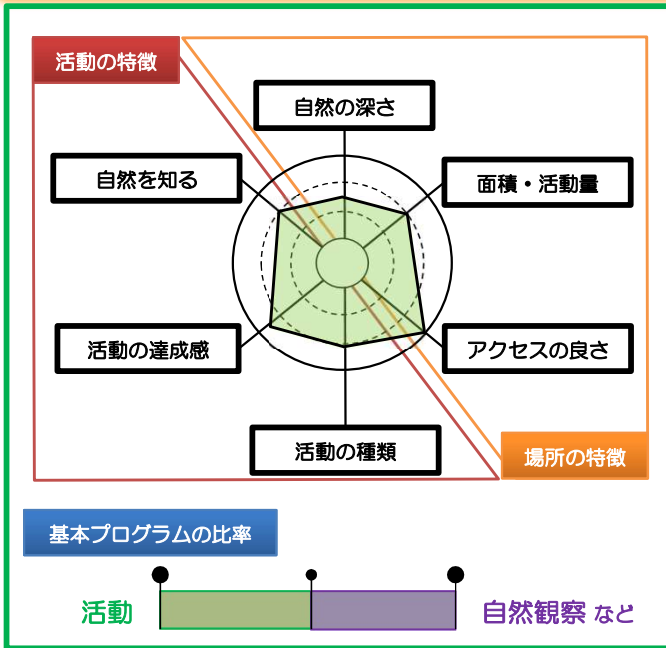 活動の特徴
自然の深さ
自然を知る
面積・活動量
活動の達成感
アクセスの良さ
活動の種類
場所の特徴
基本プログラムの比率
活動
自然観察 など